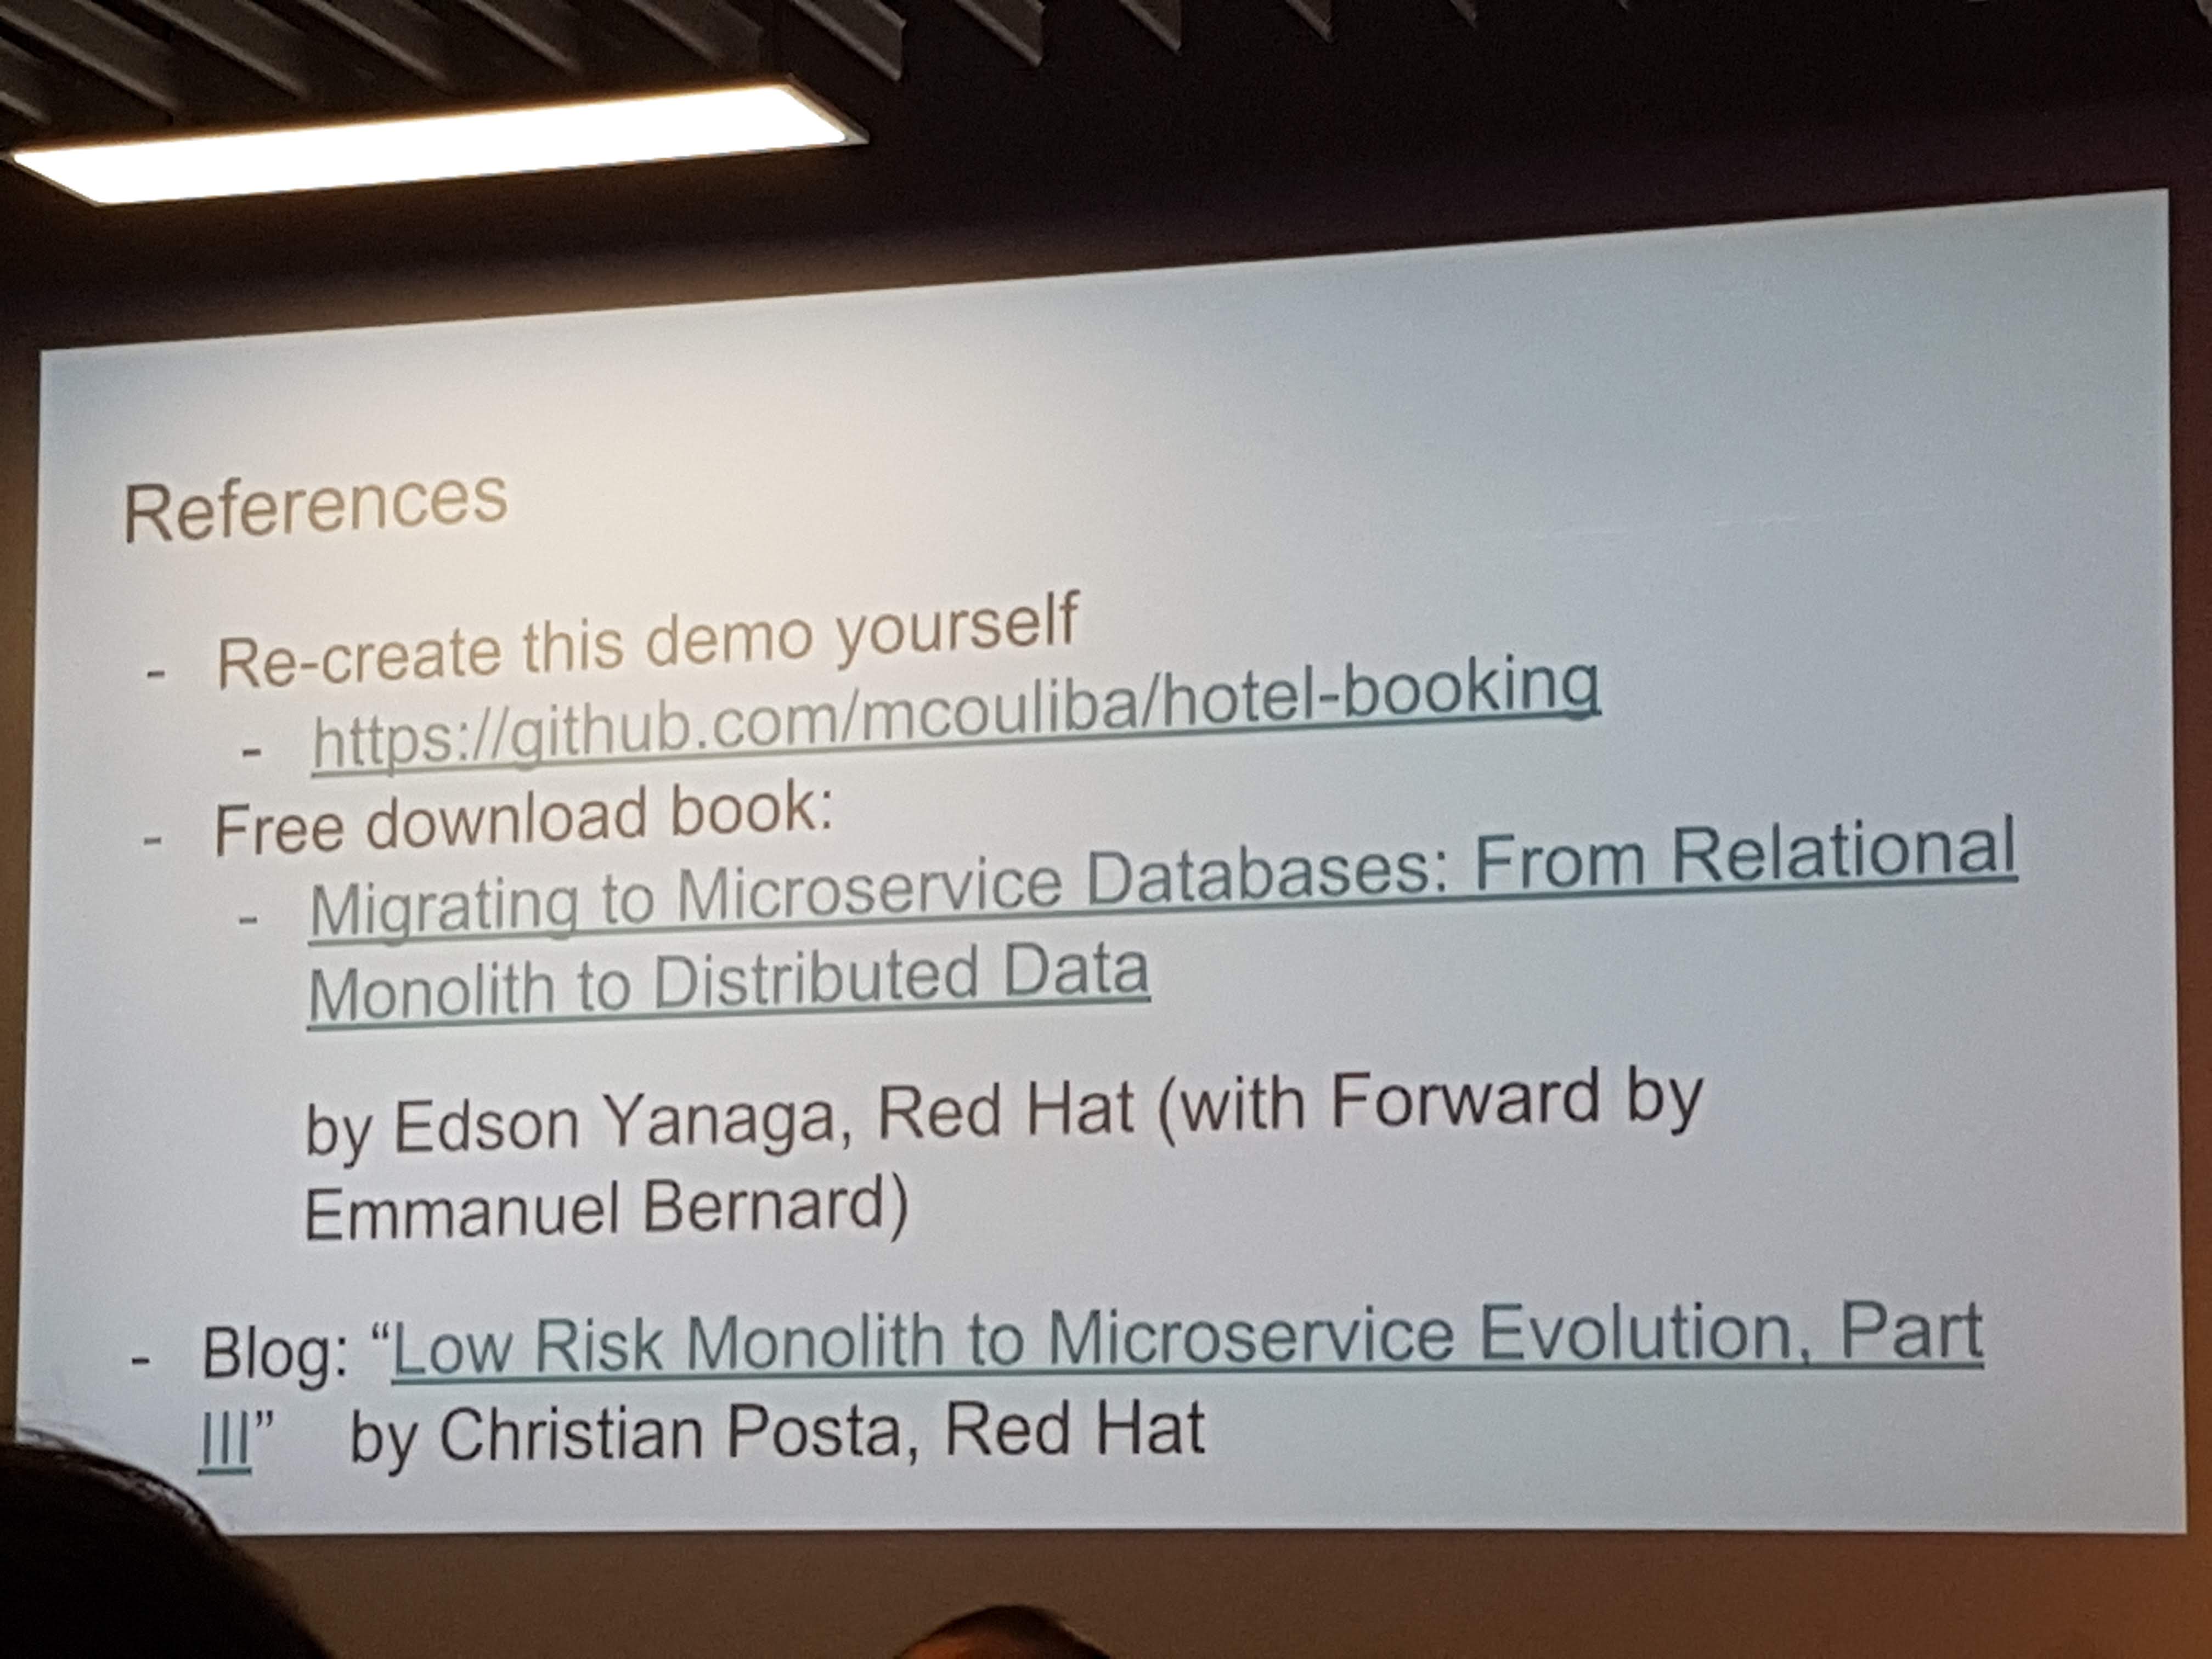 References
- Re-create this demo yourself
- https://github.com/mcouliba/hotel-booking
- Free download book:
- Migrating to Microservice Databases: From Relational
Monolith to Distributed Data
by Edson Yanaga, Red Hat (with Forward by
Emmanuel Bernard)
- Blog: “Low Risk Monolith to Microservice Evolution, Part
III” by Christian Posta, Red Hat